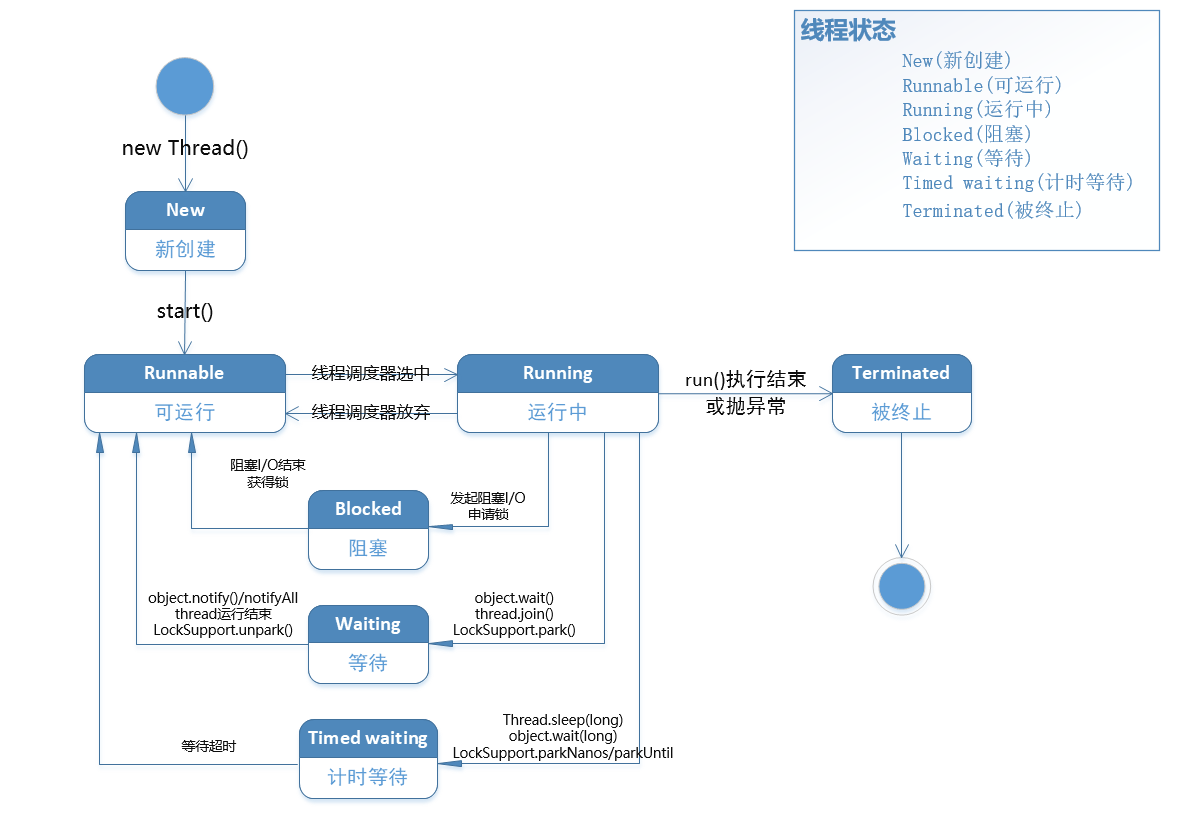 线程状态
New(新创建)
Runnable(可运行)
Running(运行中)
Blocked(阻塞)
Waiting(等待)
Timed waiting(计时等待)
Terminated(被终止)
new Thread()
New
新创建
start()
Runnable
可运行
线程调度器选中
线程调度器放弃
Running
运行中
run()执行结束
或抛异常
Terminated
被终止
阻塞I/O结束
获得锁
Blocked
阻塞
发起阻塞I/O
申请锁
object.notify()/notifyAll
thread运行结束
LockSupport.unpark()
Waiting
等待
object.wait()
thread.join()
LockSupport.park()
等待超时
Timed waiting
计时等待
Thread.sleep(long)
object.wait(long)
LockSupport.parkNanos/parkUntil